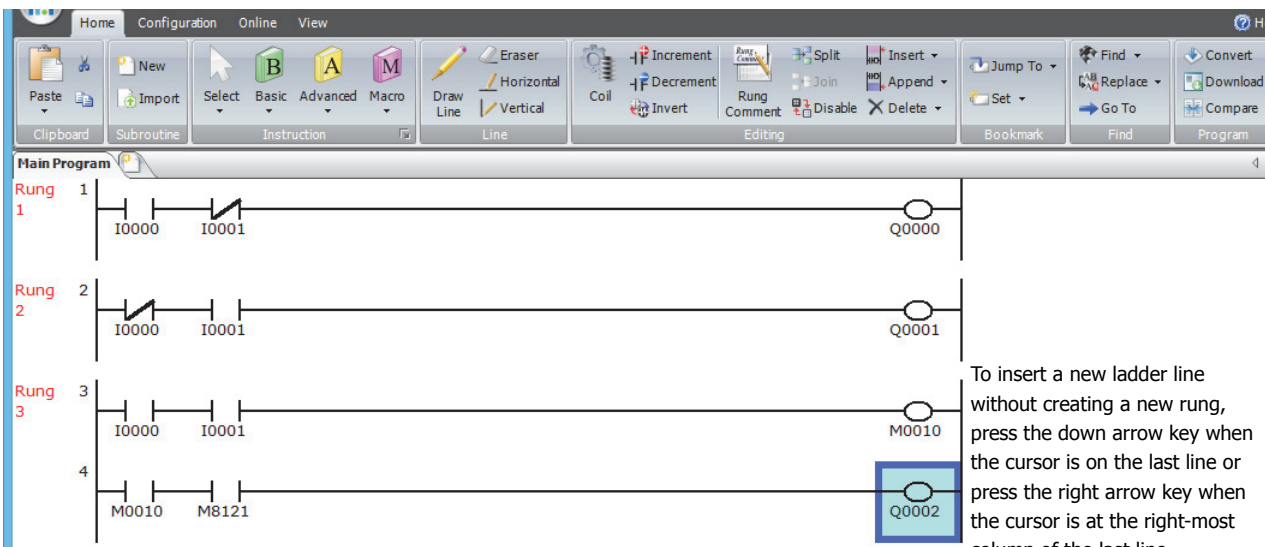 Home Configuration Online View
H
Paste
New
Import
Select Basic Advanced Macro
B A M
Draw Line
Eraser
Horizontal
Vertical
Coil
Increment
Decrement
Invert
Rung Comment
Split
Join
Disable
Insert
Append
Delete
Jump To
Set
Find
Replace
Go To
Convert
Download
Compare
Clipboard Subroutine Instruction Line Editing Bookmark Find Program
Main Program
Rung 1
1
I0000 I0001 Q0000
Rung 2
2
I0000 I0001 Q0001
Rung 3
3
I0000 I0001 M0010
4
M0010 M8121 Q0002
To insert a new ladder line
without creating a new rung,
press the down arrow key when
the cursor is on the last line or
press the right arrow key when
the cursor is at the right-most
column of the last line